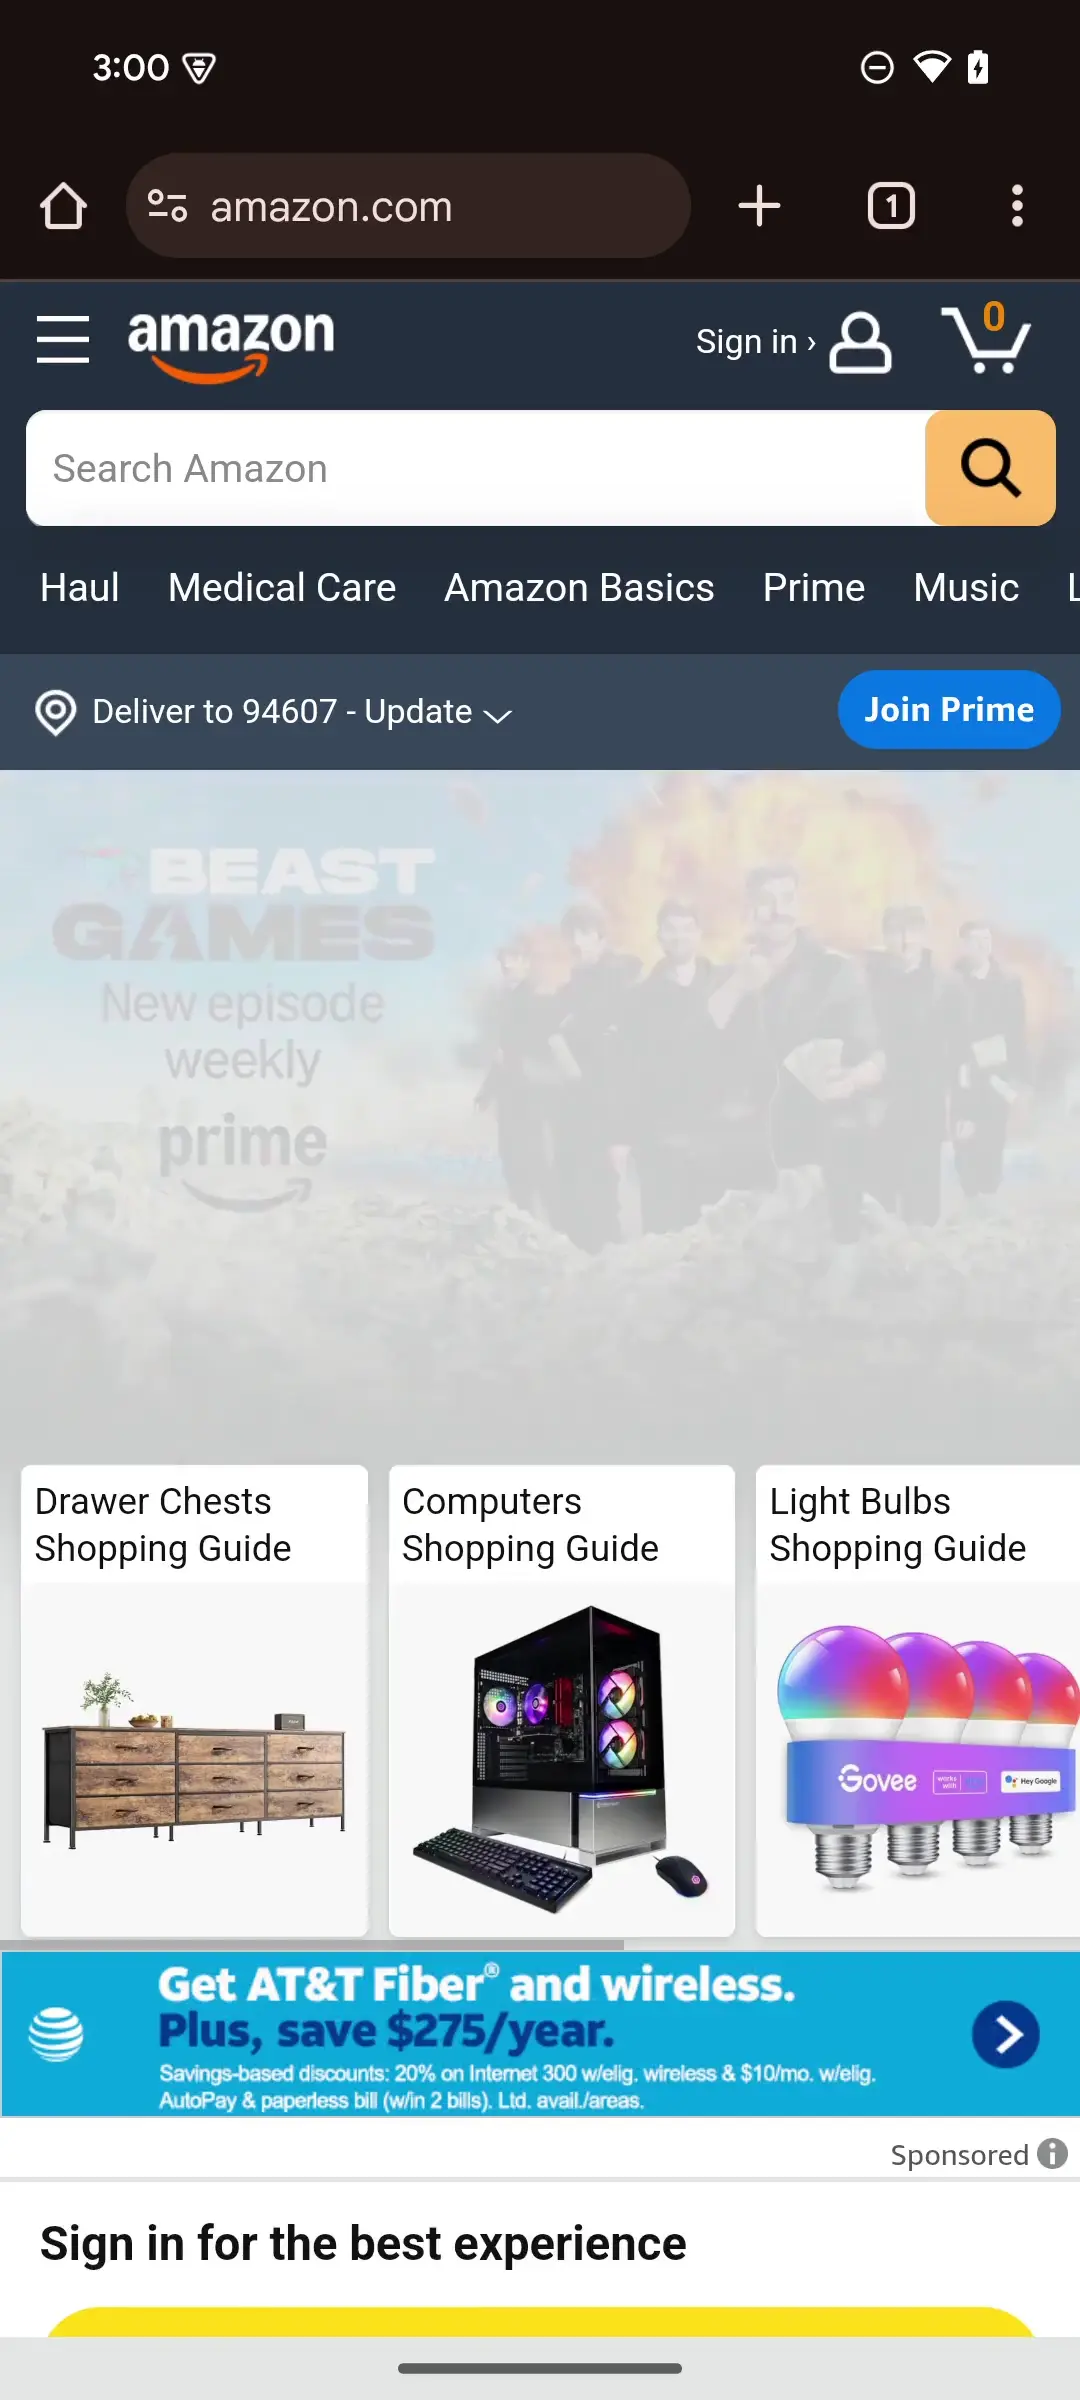 3:00
amazon.com
1
amazon
Sign in ›
0
Search Amazon
Haul Medical Care Amazon Basics Prime Music L
Deliver to 94607 - Update
Join Prime
BEAST
GAMES
New episode
weekly
prime
Drawer Chests
Shopping Guide
Computers
Shopping Guide
Light Bulbs
Shopping Guide
Govee
works with
Hey Google
Get AT&T Fiber® and wireless.
Plus, save $275/year.
Savings-based discounts: 20% on Internet 300 w/elig. wireless & $10/mo. w/elig.
AutoPay & paperless bill (w/in 2 bills). Ltd. avail./areas.
Sponsored
Sign in for the best experience